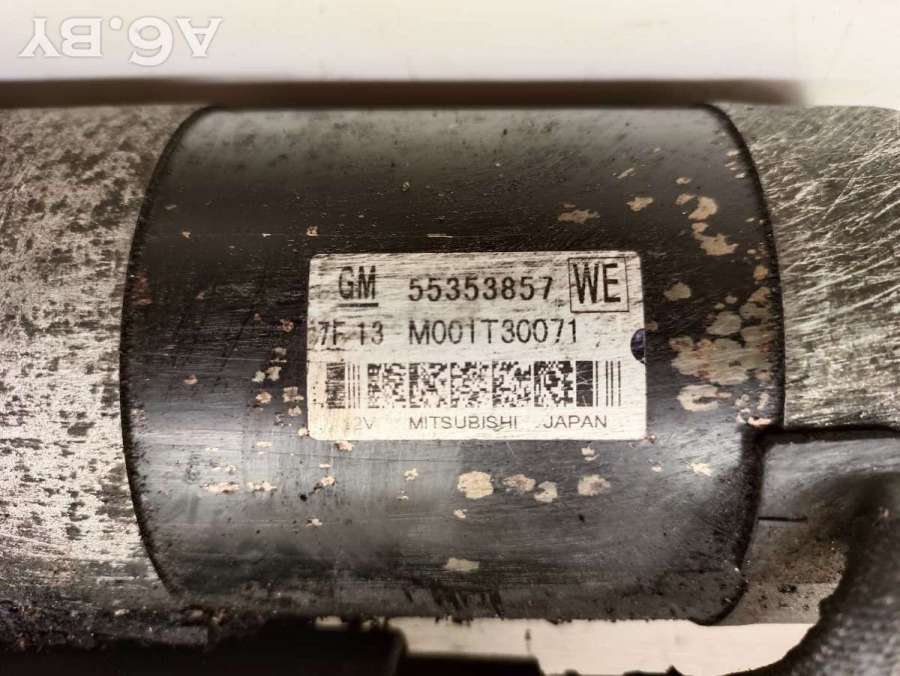 A6.BY
GM 55353857 WE
7F 13 M001T30071
12V MITSUBISHI JAPAN